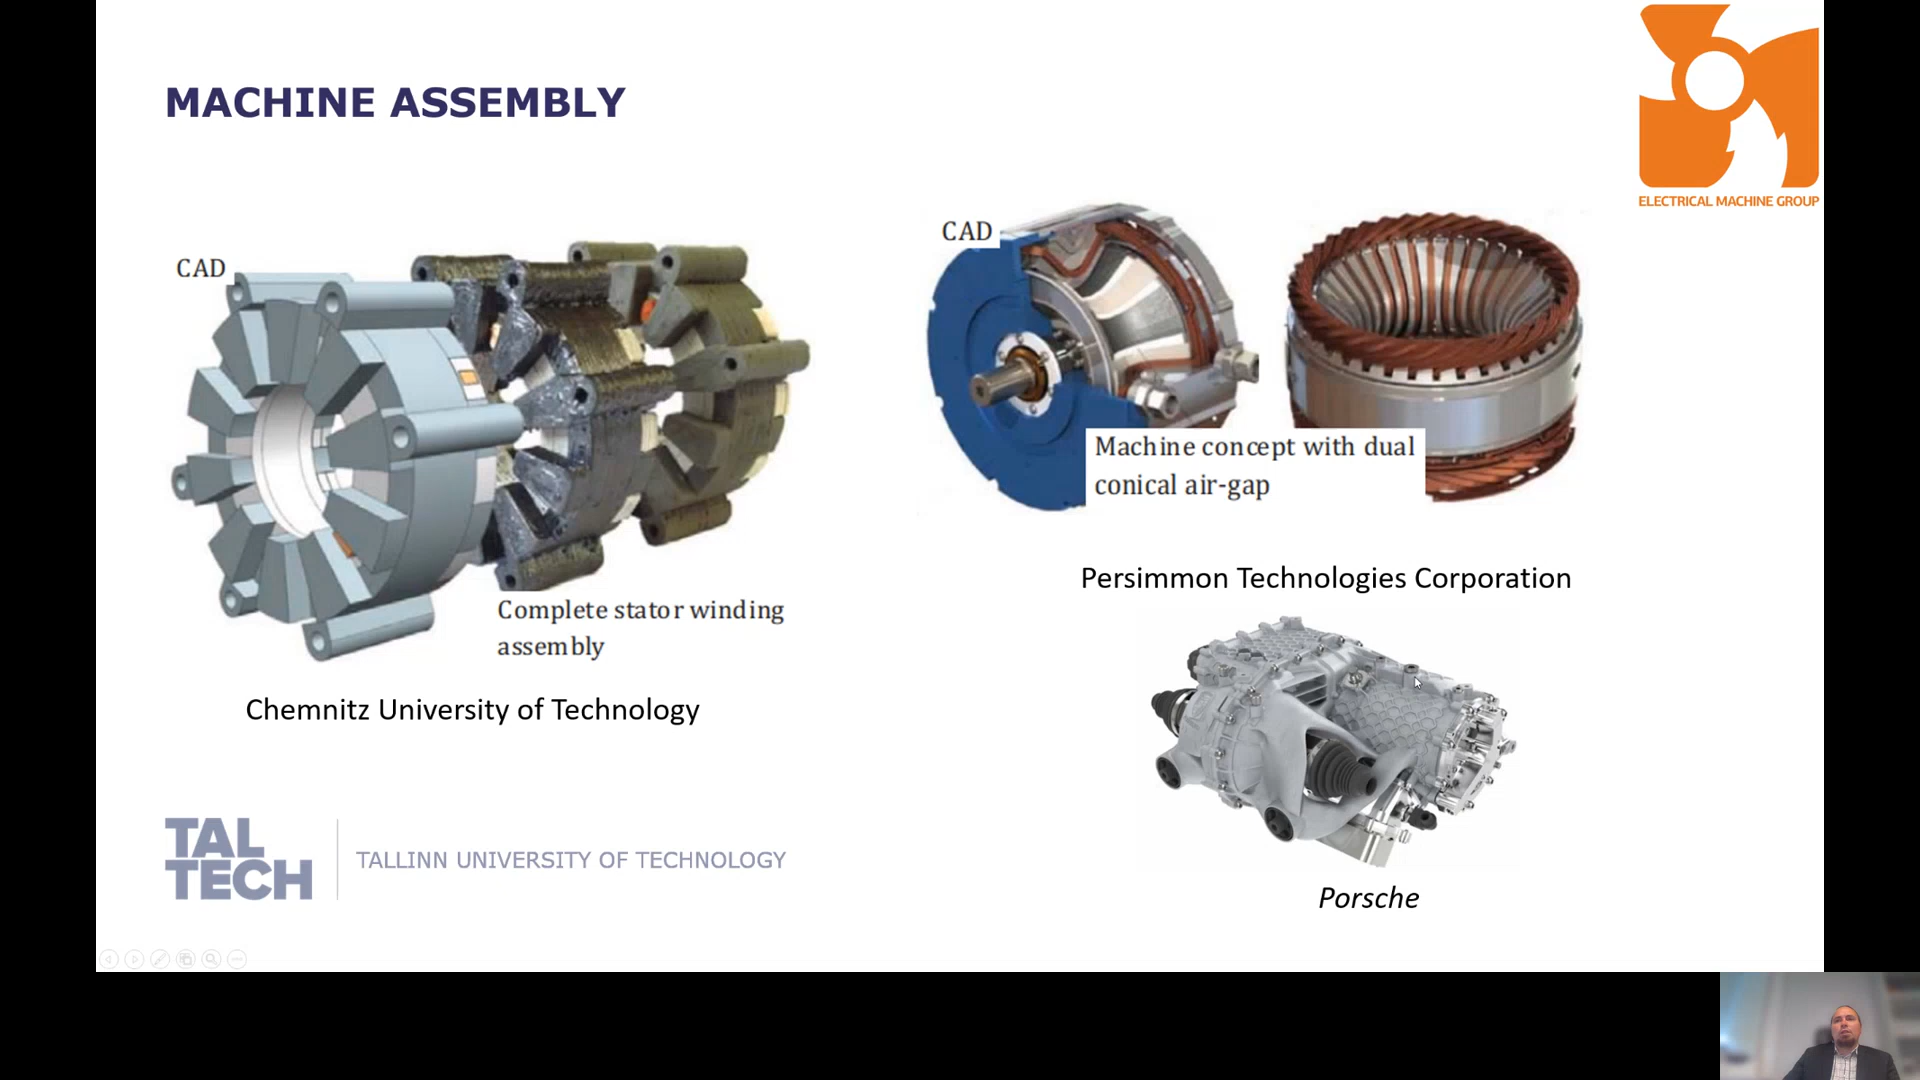 MACHINE ASSEMBLY
ELECTRICAL MACHINE GROUP
CAD
Complete stator winding
assembly
Chemnitz University of Technology
CAD
Machine concept with dual
conical air-gap
Persimmon Technologies Corporation
Porsche
TAL
TECH
TALLINN UNIVERSITY OF TECHNOLOGY